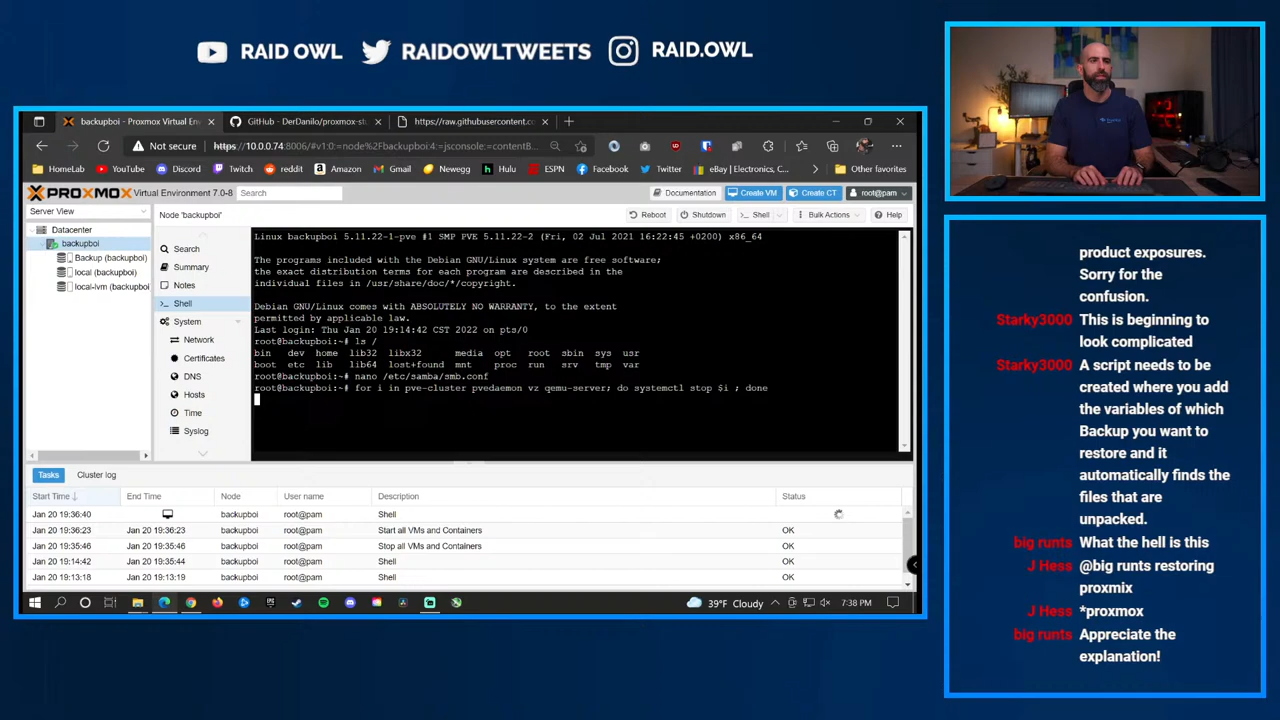 RAID OWL
RAIDOWLTWEETS
RAID.OWL
backupboi - Proxmox Virtual Envi
GitHub - DerDanilo/proxmox-st
https://raw.githubusercontent.co
Not secure
https://10.0.0.74:8006/#v1:0:=node%2Fbackupboi:4:=jsconsole:=contentB...
HomeLab
YouTube
Discord
Twitch
reddit
Amazon
Gmail
Newegg
Hulu
ESPN
Facebook
Twitter
eBay (Electronics,...
Other favorites
PROXMOX
Virtual Environment 7.0-8
Search
Documentation
Create VM
Create CT
root@pam
Server View
Node 'backupboi'
Reboot
Shutdown
Shell
Bulk Actions
Help
Datacenter
backupboi
Backup (backupboi)
local (backupboi)
local-lvm (backupboi
Search
Summary
Notes
Shell
System
Network
Certificates
DNS
Hosts
Time
Syslog
Linux backupboi 5.11.22-1-pve #1 SMP PVE 5.11.22-2 (Fri, 02 Jul 2021 16:22:45 +0200) x86_64
The programs included with the Debian GNU/Linux system are free software;
the exact distribution terms for each program are described in the
individual files in /usr/share/doc/*/copyright.
Debian GNU/Linux comes with ABSOLUTELY NO WARRANTY, to the extent
permitted by applicable law.
Last login: Thu Jan 20 19:14:42 CST 2022 on pts/0
root@backupboi:~# ls /
bin dev home lib32 libx32 media opt root sbin sys usr
boot etc lib lib64 lost+found mnt proc run srv tmp var
root@backupboi:~# nano /etc/samba/smb.conf
root@backupboi:~# for i in pve-cluster pvedaemon vz qemu-server; do systemctl stop $i ; done
Tasks
Cluster log
Start Time
End Time
Node
User name
Description
Status
Jan 20 19:36:40 backupboi root@pam Shell
Jan 20 19:36:23 Jan 20 19:36:23 backupboi root@pam Start all VMs and Containers OK
Jan 20 19:35:46 Jan 20 19:35:46 backupboi root@pam Stop all VMs and Containers OK
Jan 20 19:14:42 Jan 20 19:35:44 backupboi root@pam Shell OK
Jan 20 19:13:18 Jan 20 19:13:19 backupboi root@pam Shell OK
39°F Cloudy
7:38 PM
product exposures.
Sorry for the
confusion.
Starky3000 This is beginning to
look complicated
Starky3000 A script needs to be
created where you add
the variables of which
Backup you want to
restore and it
automatically finds the
files that are
unpacked.
big runts What the hell is this
J Hess @big runts restoring
proxmix
J Hess *proxmox
big runts Appreciate the
explanation!